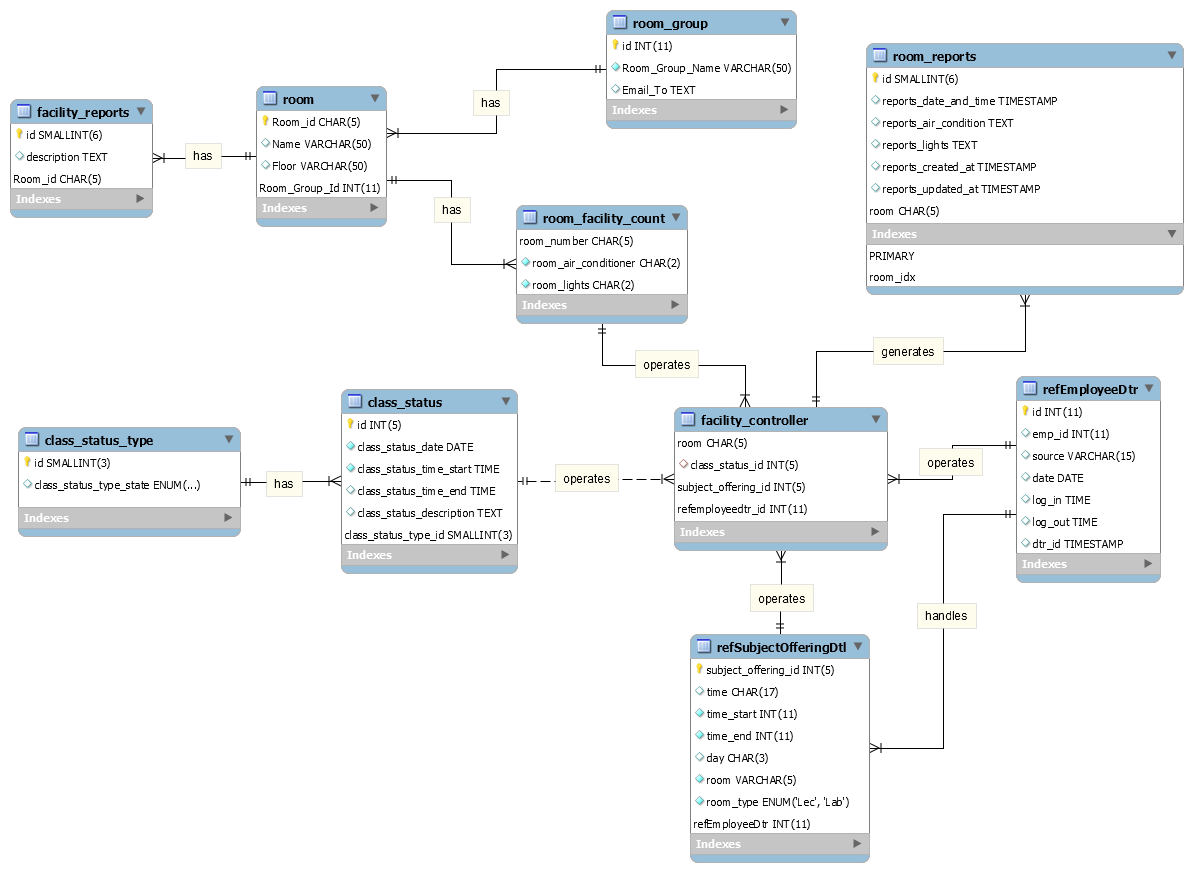 room_group
id INT(11)
Room_Group_Name VARCHAR(50)
Email_To TEXT
Indexes
room_reports
id SMALLINT(6)
reports_date_and_time TIMESTAMP
reports_air_condition TEXT
reports_lights TEXT
reports_created_at TIMESTAMP
reports_updated_at TIMESTAMP
room CHAR(5)
Indexes
PRIMARY
room_idx
facility_reports
id SMALLINT(6)
description TEXT
Room_id CHAR(5)
Indexes
has
room
Room_id CHAR(5)
Name VARCHAR(50)
Floor VARCHAR(50)
Room_Group_Id INT(11)
Indexes
has
has
room_facility_count
room_number CHAR(5)
room_air_conditioner CHAR(2)
room_lights CHAR(2)
Indexes
operates
generates
class_status_type
id SMALLINT(3)
class_status_type_state ENUM(...)
Indexes
has
class_status
id INT(5)
class_status_date DATE
class_status_time_start TIME
class_status_time_end TIME
class_status_description TEXT
class_status_type_id SMALLINT(3)
Indexes
operates
facility_controller
room CHAR(5)
class_status_id INT(5)
subject_offering_id INT(5)
refemployeedtr_id INT(11)
Indexes
operates
refEmployeeDtr
id INT(11)
emp_id INT(11)
source VARCHAR(15)
date DATE
log_in TIME
log_out TIME
dtr_id TIMESTAMP
Indexes
operates
handles
refSubjectOfferingDtl
subject_offering_id INT(5)
time CHAR(17)
time_start INT(11)
time_end INT(11)
day CHAR(3)
room VARCHAR(5)
room_type ENUM('Lec', 'Lab')
refEmployeeDtr INT(11)
Indexes